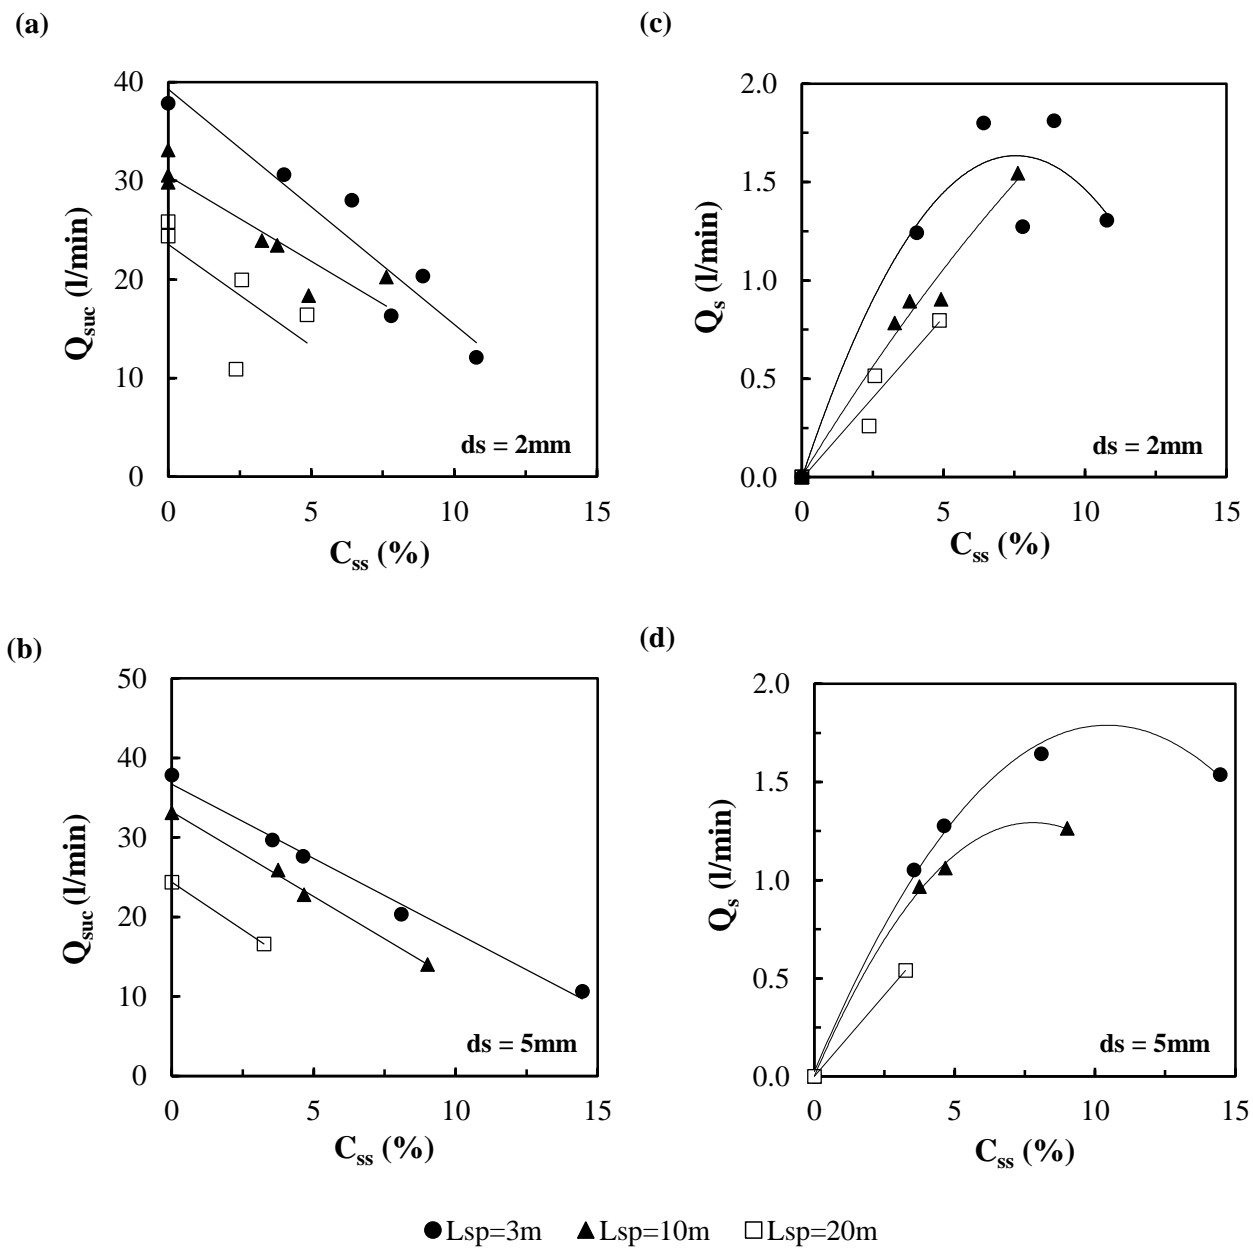 (a)
40
30
20
10
0
Q_suc (l/min)
ds = 2mm
0 5 10 15
C_ss (%)
(c)
2.0
1.5
1.0
0.5
0.0
Q_s (l/min)
ds = 2mm
0 5 10 15
C_ss (%)
(b)
50
40
30
20
10
0
Q_suc (l/min)
ds = 5mm
0 5 10 15
C_ss (%)
(d)
2.0
1.5
1.0
0.5
0.0
Q_s (l/min)
ds = 5mm
0 5 10 15
C_ss (%)
Lsp=3m Lsp=10m Lsp=20m